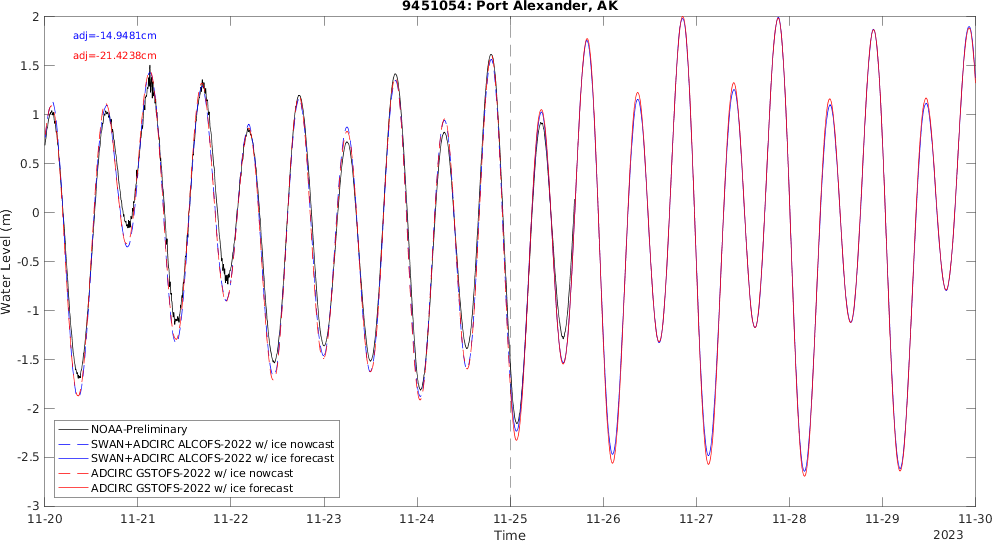 9451054: Port Alexander, AK
adj=-14.9481cm
adj=-21.4238cm
Water Level (m)
2
1.5
1
0.5
0
-0.5
-1
-1.5
-2
-2.5
-3
NOAA-Preliminary
SWAN+ADCIRC ALCOFS-2022 w/ ice nowcast
SWAN+ADCIRC ALCOFS-2022 w/ ice forecast
ADCIRC GSTOFS-2022 w/ ice nowcast
ADCIRC GSTOFS-2022 w/ ice forecast
11-20 11-21 11-22 11-23 11-24 11-25 11-26 11-27 11-28 11-29 11-30
Time
2023